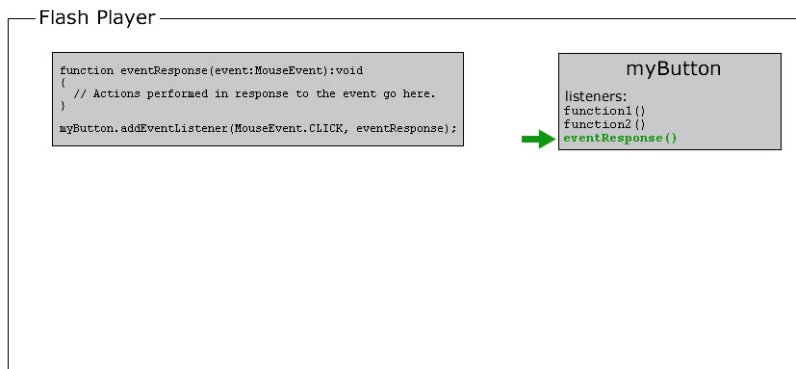 Flash Player
function eventResponse(event:MouseEvent):void
{
// Actions performed in response to the event go here.
}
myButton.addEventListener(MouseEvent.CLICK, eventResponse);
myButton
listeners:
function1()
function2()
eventResponse()